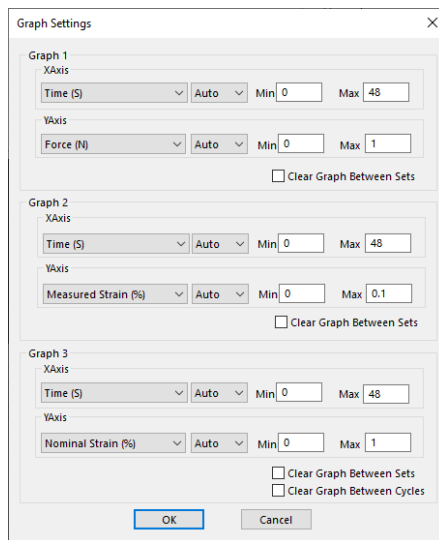 Graph Settings
Graph 1
XAxis
Time (S) Auto Min 0 Max 48
YAxis
Force (N) Auto Min 0 Max 1
Clear Graph Between Sets
Graph 2
XAxis
Time (S) Auto Min 0 Max 48
YAxis
Measured Strain (%) Auto Min 0 Max 0.1
Clear Graph Between Sets
Graph 3
XAxis
Time (S) Auto Min 0 Max 48
YAxis
Nominal Strain (%) Auto Min 0 Max 1
Clear Graph Between Sets
Clear Graph Between Cycles
OK Cancel